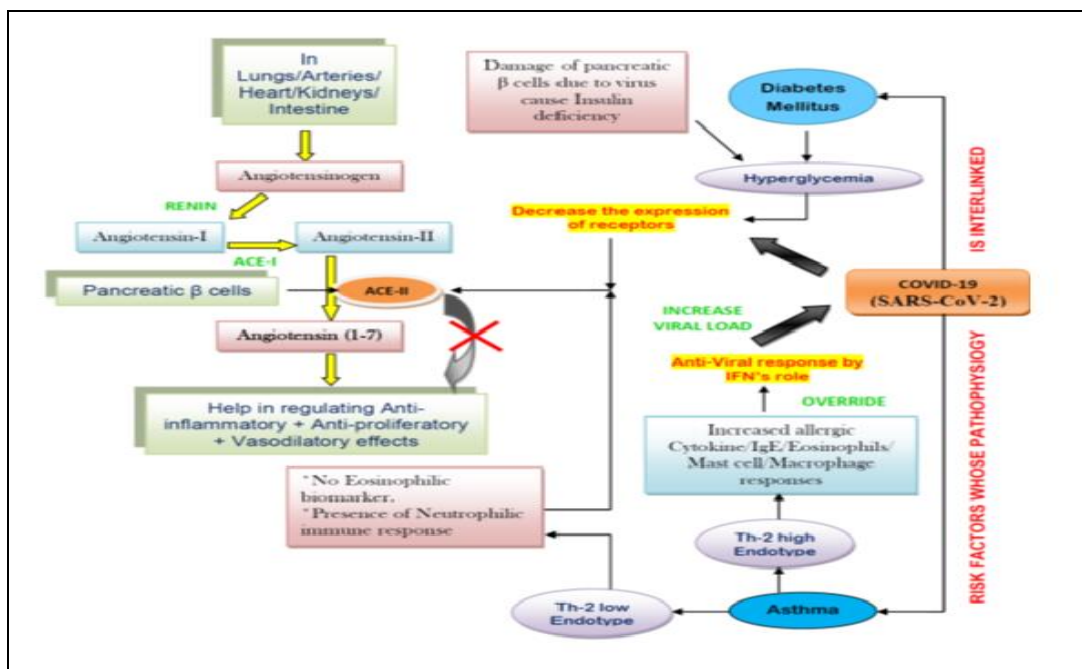 In
Lungs/Arteries/
Heart/Kidneys/
Intestine
Angiotensinogen
RENIN
Angiotensin-I
Angiotensin-II
ACE-I
Pancreatic β cells
ACE-II
Angiotensin (1-7)
Help in regulating Anti-
inflammatory + Anti-proliferatory
+ Vasodilatory effects
*No Eosinophilic
biomarker.
*Presence of Neutrophilic
immune response
Damage of pancreatic
β cells due to virus
cause Insulin
deficiency
Diabetes
Mellitus
Hyperglycemia
Decrease the expression
of receptors
COVID-19
(SARS-CoV-2)
INCREASE
VIRAL LOAD
Anti-Viral response by
IFN"s role
OVERRIDE
Increased allergic
Cytokine/IgE/Eosinophils/
Mast cell/Macrophage
responses
Th-2 high
Endotype
Th-2 low
Endotype
Asthma
RISK FACTORS WHOSE PATHOPHYSIOGY IS INTERLINKED